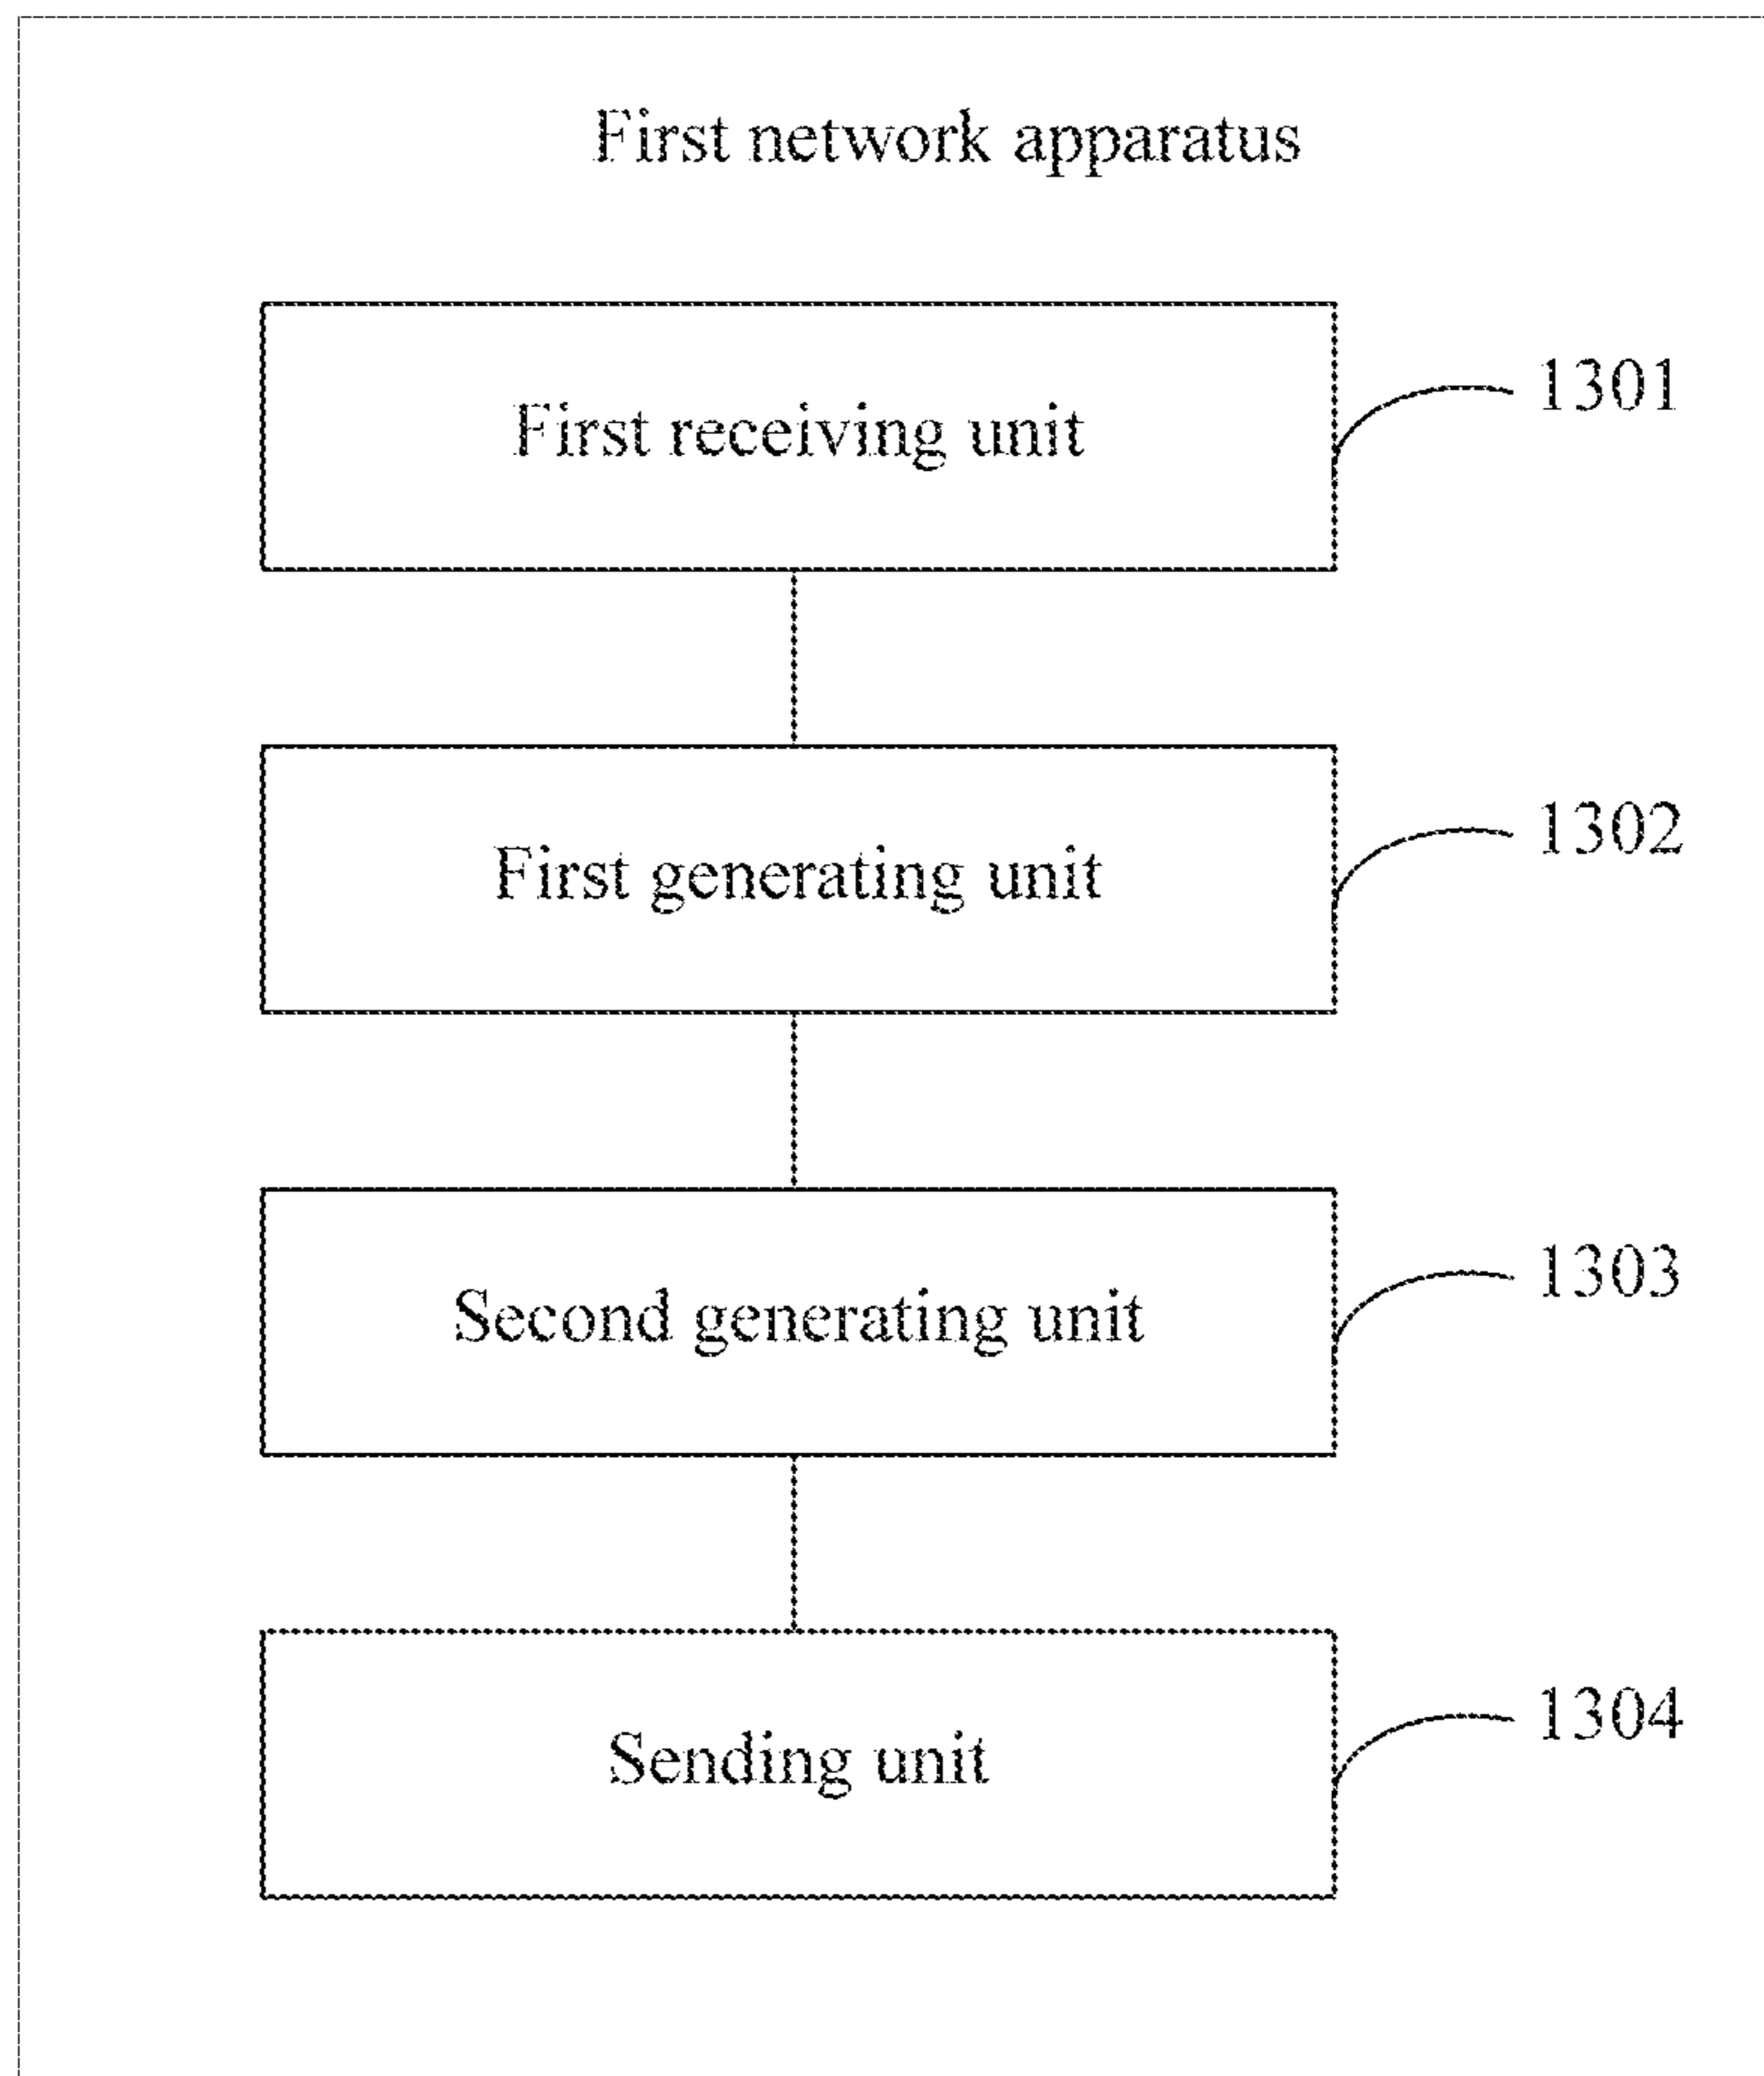 First network apparatus
First receiving unit
1301
First generating unit
1302
Second generating unit
1303
Sending unit
1304